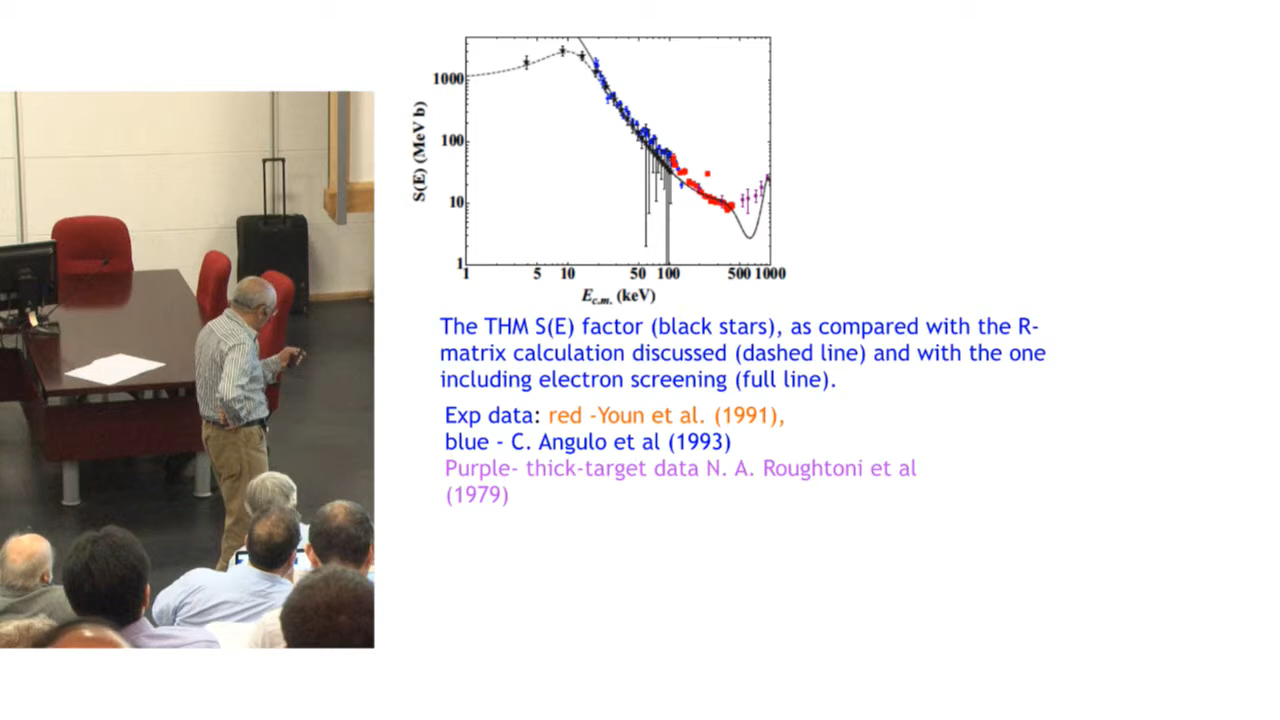 1000
100
10
1
S(E) (MeV b)
1 5 10 50 100 500 1000
E_c.m. (keV)
The THM S(E) factor (black stars), as compared with the R-
matrix calculation discussed (dashed line) and with the one
including electron screening (full line).
Exp data: red -Youn et al. (1991),
blue - C. Angulo et al (1993)
Purple- thick-target data N. A. Roughtoni et al
(1979)